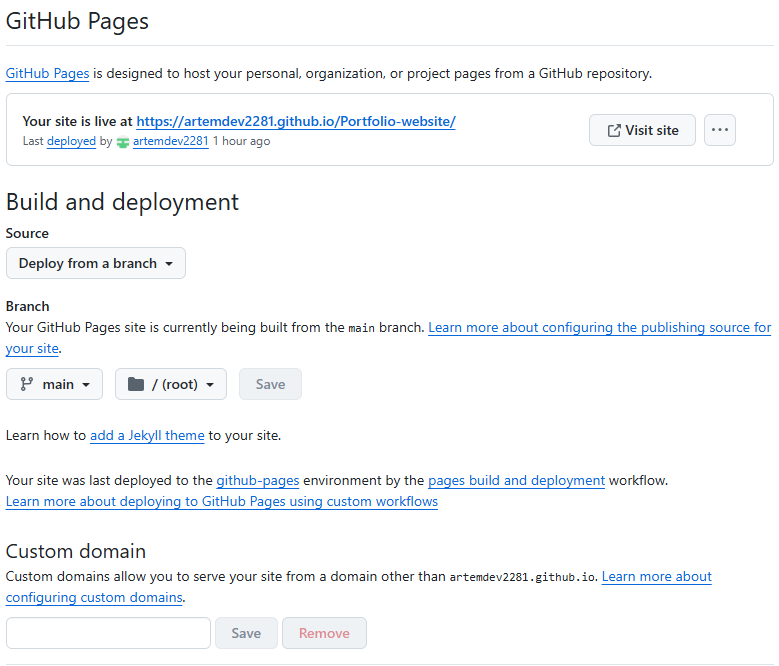 GitHub Pages
GitHub Pages is designed to host your personal, organization, or project pages from a GitHub repository.
Your site is live at https://artemdev2281.github.io/Portfolio-website/
Last deployed by artemdev2281 1 hour ago
Visit site
Build and deployment
Source
Deploy from a branch
Branch
Your GitHub Pages site is currently being built from the main branch. Learn more about configuring the publishing source for
your site.
main / (root) Save
Learn how to add a Jekyll theme to your site.
Your site was last deployed to the github-pages environment by the pages build and deployment workflow.
Learn more about deploying to GitHub Pages using custom workflows
Custom domain
Custom domains allow you to serve your site from a domain other than artemdev2281.github.io. Learn more about
configuring custom domains.
Save Remove